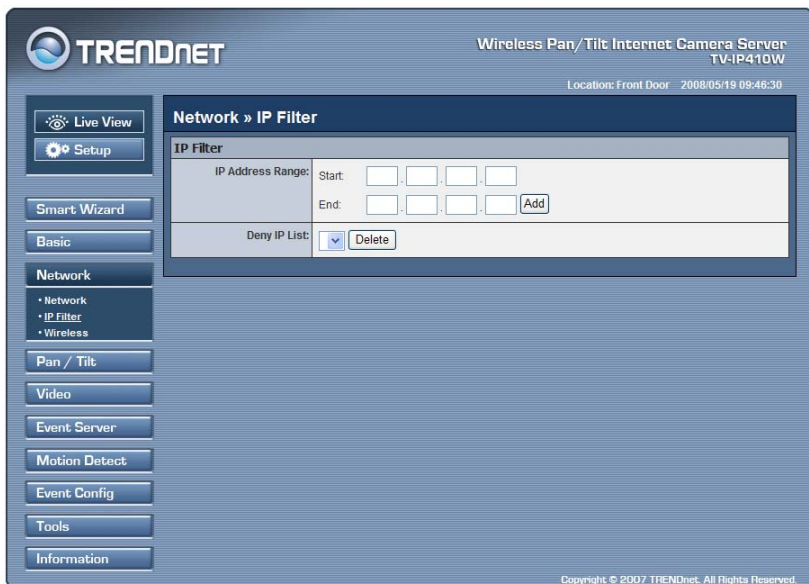 TRENDNET
Wireless Pan/Tilt Internet Camera Server
TV-IP410W
Location: Front Door 2008/05/19 09:46:30
Live View
Setup
Smart Wizard
Basic
Network
• Network
• IP Filter
• Wireless
Pan / Tilt
Video
Event Server
Motion Detect
Event Config
Tools
Information
Network » IP Filter
IP Filter
IP Address Range: Start: . . .
End: . . . Add
Deny IP List: Delete
Copyright © 2007 TRENDnet. All Rights Reserved.